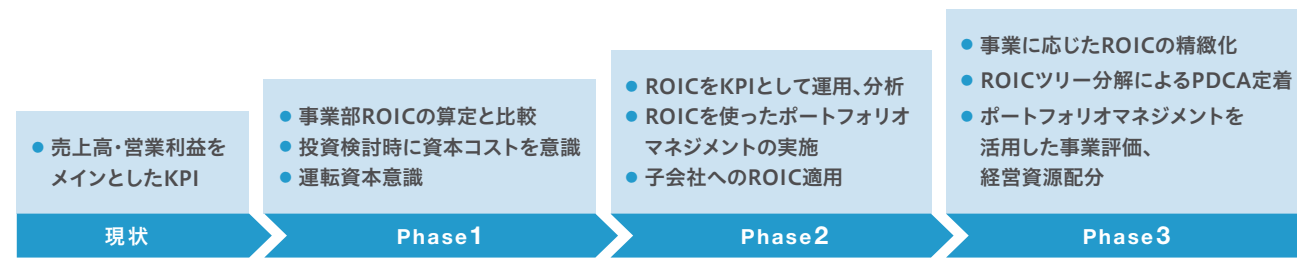 ● 売上高・営業利益を
メインとしたKPI
現状
● 事業部ROICの算定と比較
● 投資検討時に資本コストを意識
● 運転資本意識
Phase1
● ROICをKPIとして運用、分析
● ROICを使ったポートフォリオ
マネジメントの実施
● 子会社へのROIC適用
Phase2
● 事業に応じたROICの精緻化
● ROICツリー分解によるPDCA定着
● ポートフォリオマネジメントを
活用した事業評価、
経営資源配分
Phase3